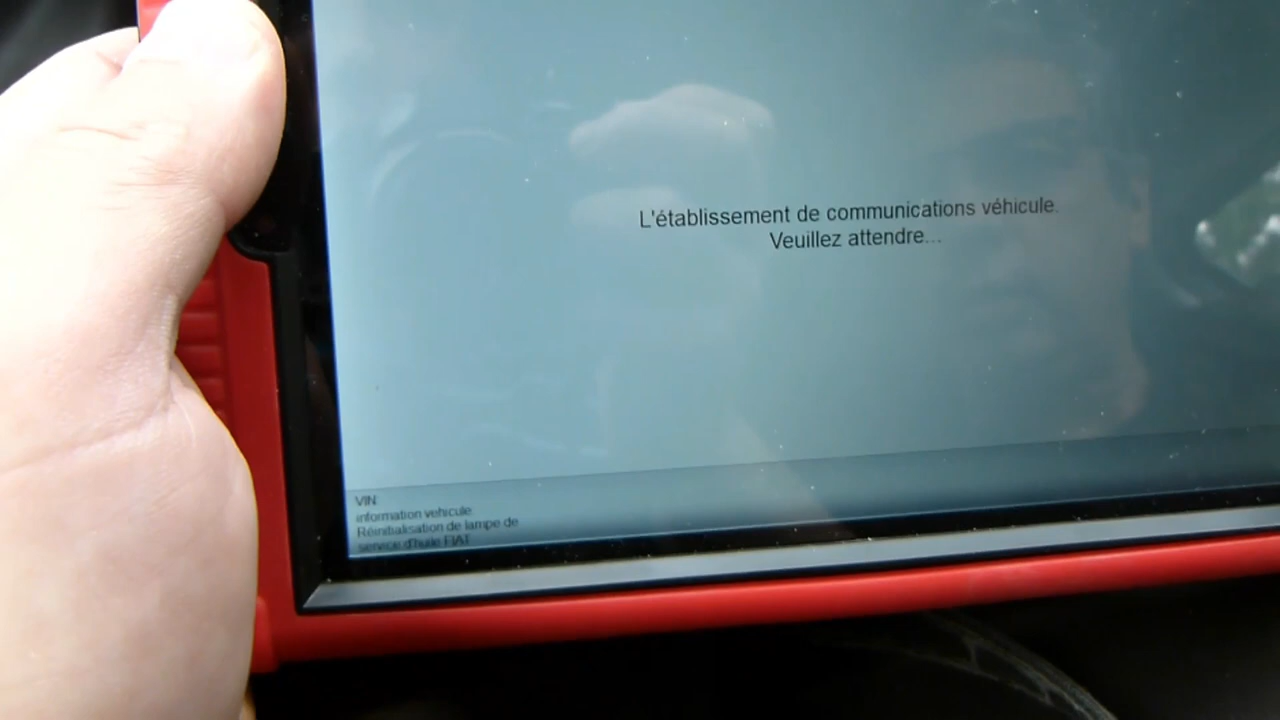 L'établissement de communications véhicule.
Veuillez attendre...
VIN
information vehicule
Réinitialisation de lampe de
service d'huile FIAT